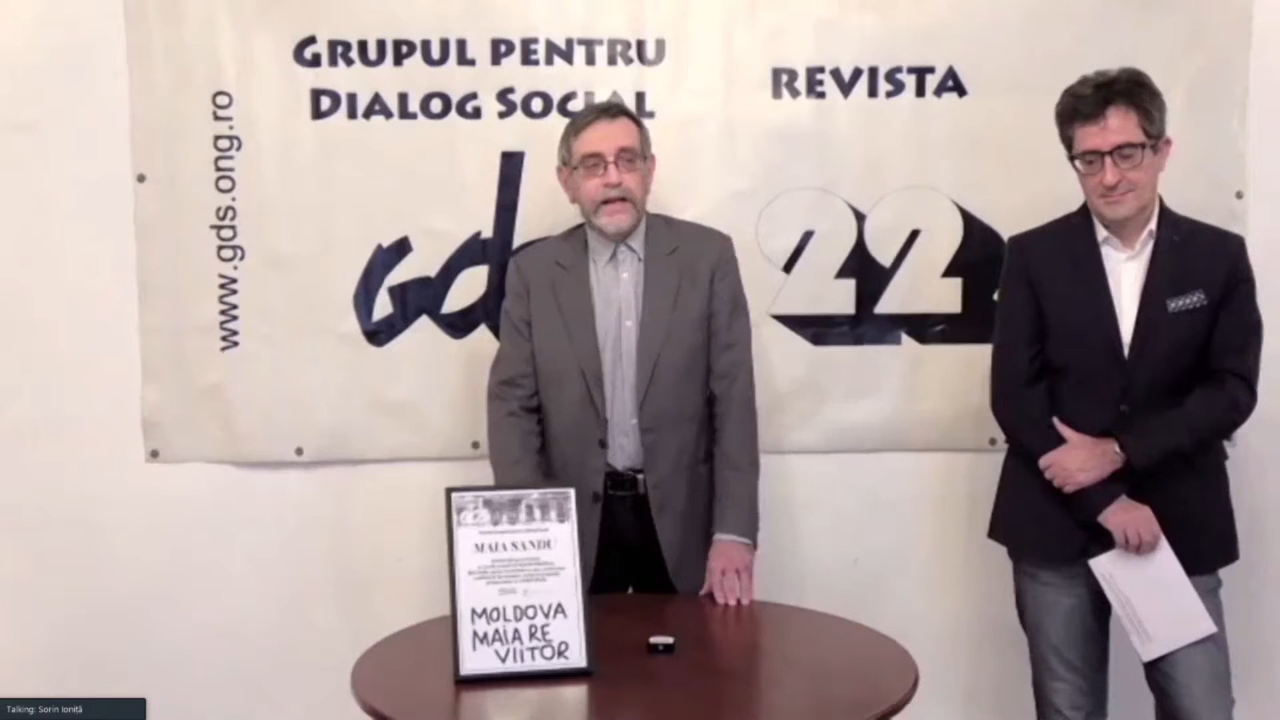 GRUPUL PENTRU
DIALOG SOCIAL
REVISTA
www.gds.ong.ro
22
MAIA SANDU
MOLDOVA
MAIA RE
VIITOR
Talking: Sorin Ioniță